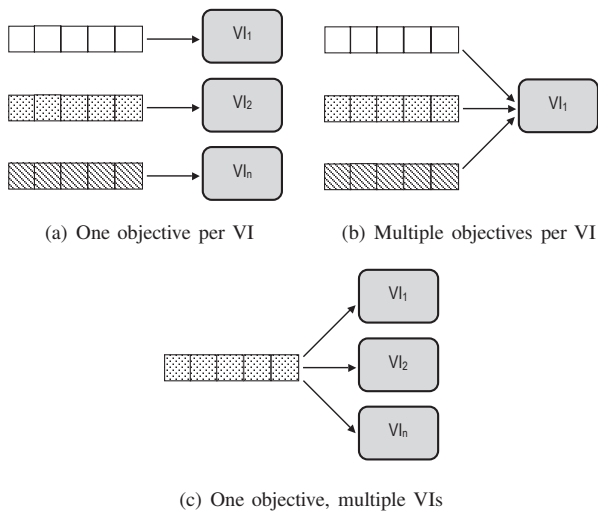 VI1
VI2
VIn
(a) One objective per VI
VI1
(b) Multiple objectives per VI
VI1
VI2
VIn
(c) One objective, multiple VIs